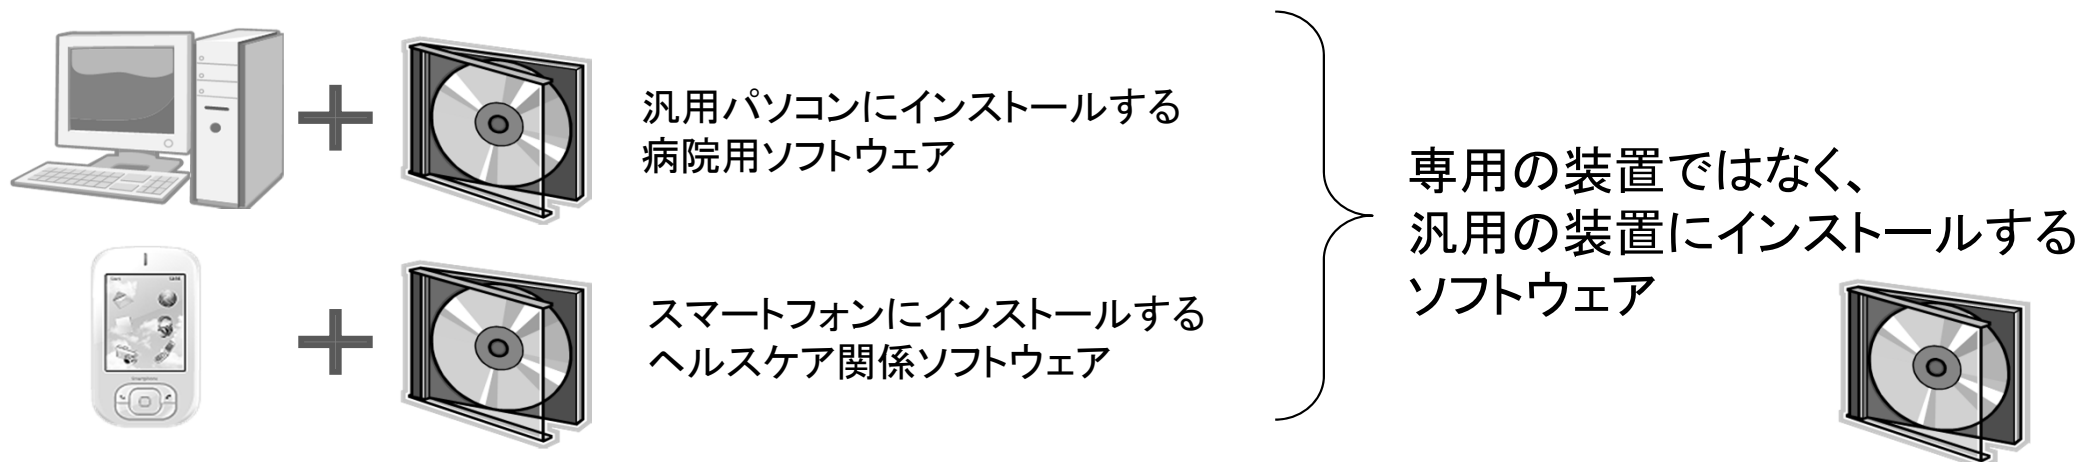 汎用パソコンにインストールする
病院用ソフトウェア
スマートフォンにインストールする
ヘルスケア関係ソフトウェア
専用の装置ではなく、
汎用の装置にインストールする
ソフトウェア